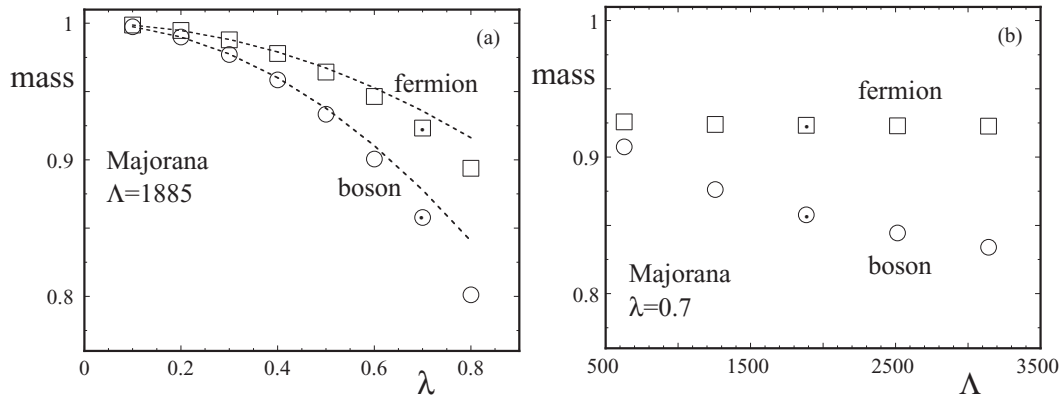 (a)
1
mass
fermion
0.9
Majorana
Λ=1885
boson
0.8
0
0.2
0.4
0.6
0.8
λ
(b)
1
mass
fermion
0.9
boson
Majorana
λ=0.7
0.8
500
1500
2500
3500
Λ